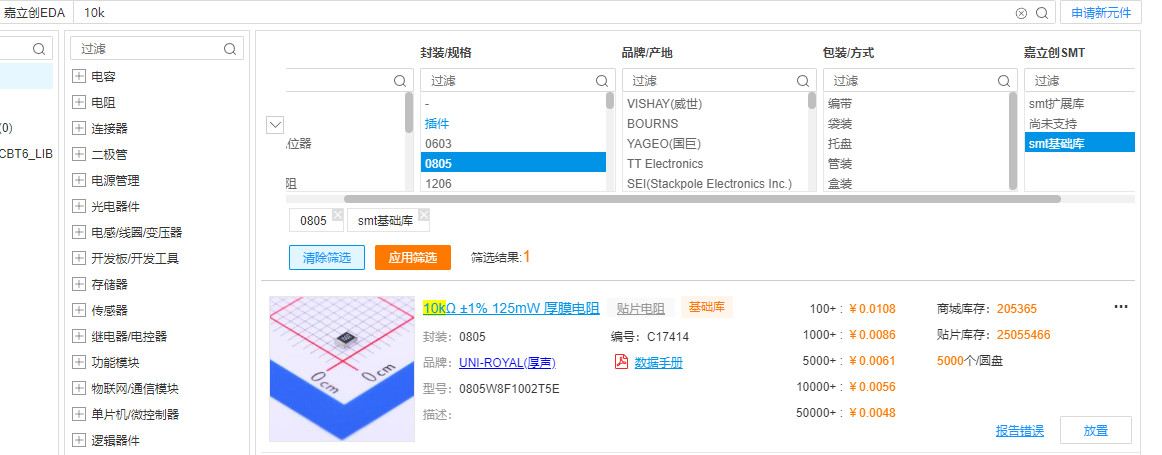 嘉立创EDA
10k
申请新元件
(0)
CBT6_LIB
过滤
电容
电阻
连接器
二极管
电源管理
光电器件
电感/线圈/变压器
开发板/开发工具
存储器
传感器
继电器/电控器
功能模块
物联网/通信模块
单片机/微控制器
逻辑器件
位器
阻
封装/规格
过滤
-
插件
0603
0805
1206
品牌/产地
过滤
VISHAY(威世)
BOURNS
YAGEO(国巨)
TT Electronics
SEI(Stackpole Electronics Inc.)
包装/方式
过滤
编带
袋装
托盘
管装
盒装
嘉立创SMT
过滤
smt扩展库
尚未支持
smt基础库
0805
smt基础库
清除筛选
应用筛选
筛选结果:1
0cm
0cm
10kΩ ±1% 125mW 厚膜电阻
贴片电阻
基础库
封装: 0805
编号: C17414
品牌: UNI-ROYAL(厚声)
数据手册
型号: 0805W8F1002T5E
描述:
100+ : ¥ 0.0108
1000+ : ¥ 0.0086
5000+ : ¥ 0.0061
10000+ : ¥ 0.0056
50000+ : ¥ 0.0048
商城库存: 205365
贴片库存: 25055466
5000个/圆盘
...
报告错误
放置